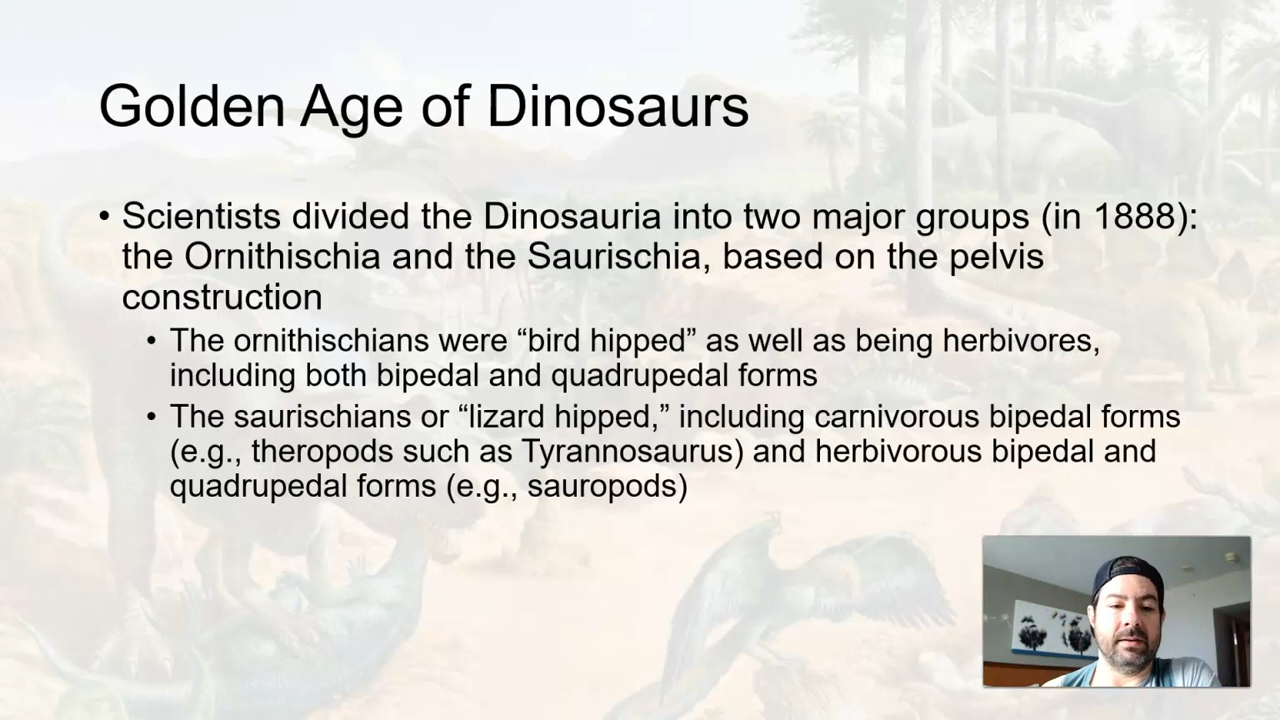 Golden Age of Dinosaurs
• Scientists divided the Dinosauria into two major groups (in 1888):
the Ornithischia and the Saurischia, based on the pelvis
construction
• The ornithischians were “bird hipped” as well as being herbivores,
including both bipedal and quadrupedal forms
• The saurischians or “lizard hipped,” including carnivorous bipedal forms
(e.g., theropods such as Tyrannosaurus) and herbivorous bipedal and
quadrupedal forms (e.g., sauropods)